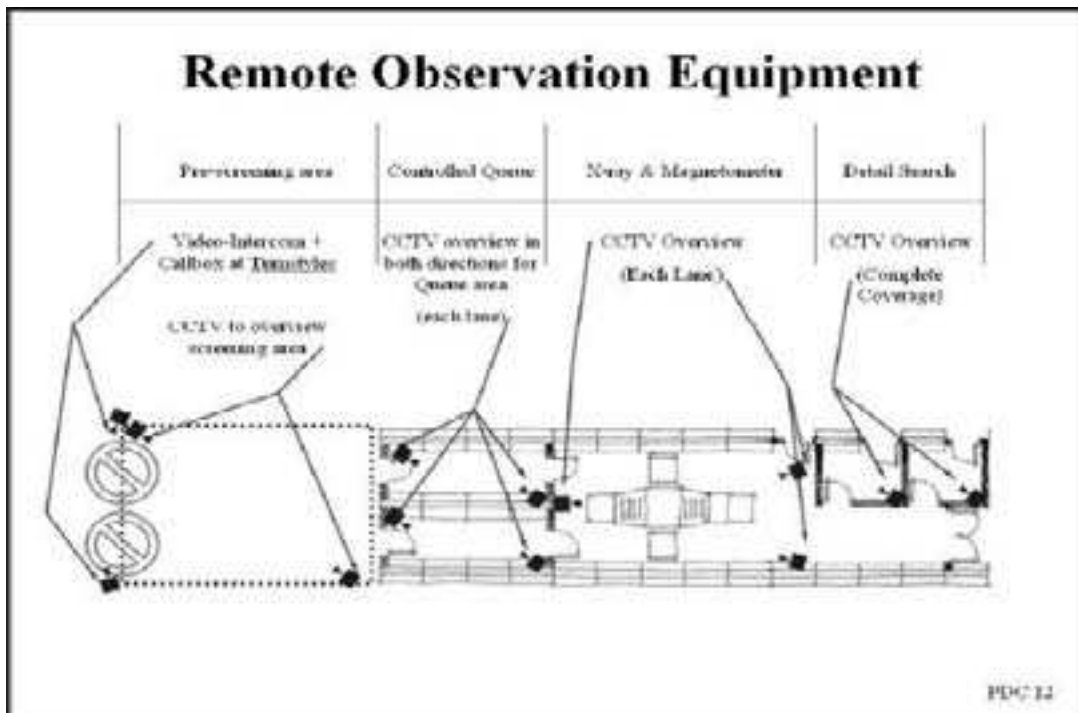 Remote Observation Equipment
Pre-screening area
Controlled Queue
X-ray & Magnetometer
Detail Search
Video-Intercom +
Callbox at Turnstyles
CCTV to overview
screening area
CCTV overview in
both directions for
Queue area
(each lane)
CCTV Overview
(Each Lane)
CCTV Overview
(Complete
Coverage)
PDC 12